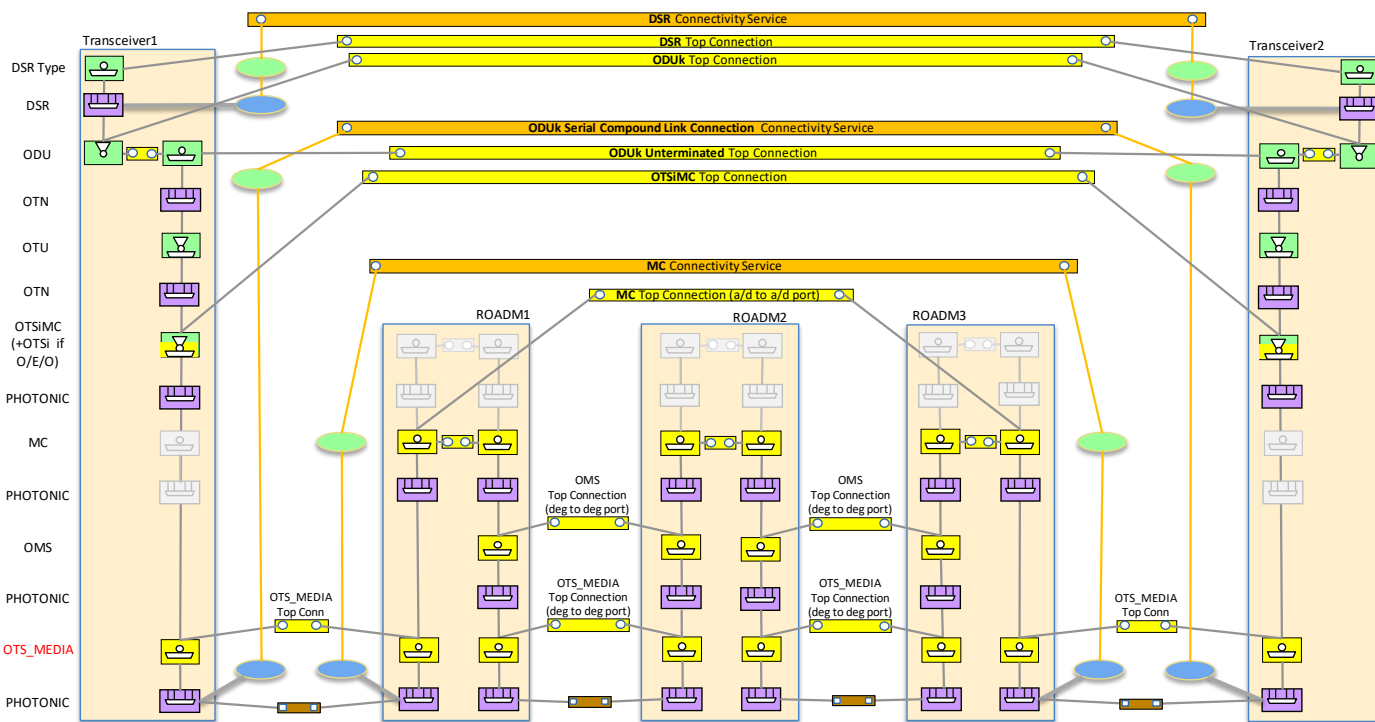 DSR Connectivity Service
Transceiver1
DSR Top Connection
Transceiver2
ODUk Top Connection
DSR Type
DSR
ODUk Serial Compound Link Connection Connectivity Service
ODU
ODUk Unterminated Top Connection
OTSiMC Top Connection
OTN
OTU
MC Connectivity Service
OTN
MC Top Connection (a/d to a/d port)
ROADM1
ROADM2
ROADM3
OTSiMC
(+OTSi if
O/E/O)
PHOTONIC
MC
PHOTONIC
OMS
Top Connection
(deg to deg port)
OMS
Top Connection
(deg to deg port)
OMS
PHOTONIC
OTS_MEDIA
Top Conn
OTS_MEDIA
Top Connection
(deg to deg port)
OTS_MEDIA
Top Connection
(deg to deg port)
OTS_MEDIA
Top Conn
OTS_MEDIA
PHOTONIC